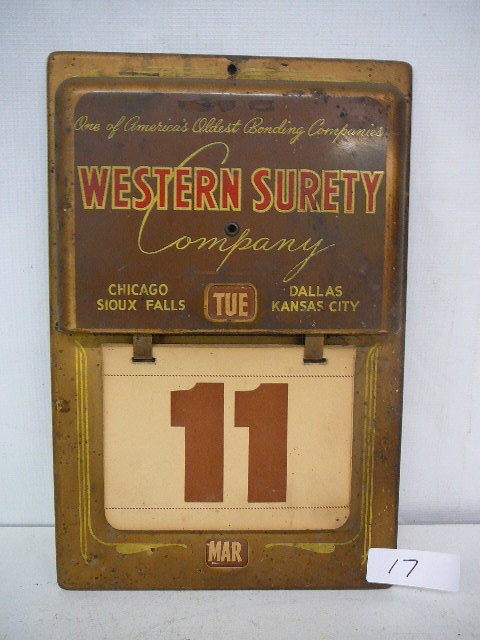 One of America's Oldest Bonding Companies
WESTERN SURETY
Company
CHICAGO
SIOUX FALLS
TUE
DALLAS
KANSAS CITY
11
MAR
17